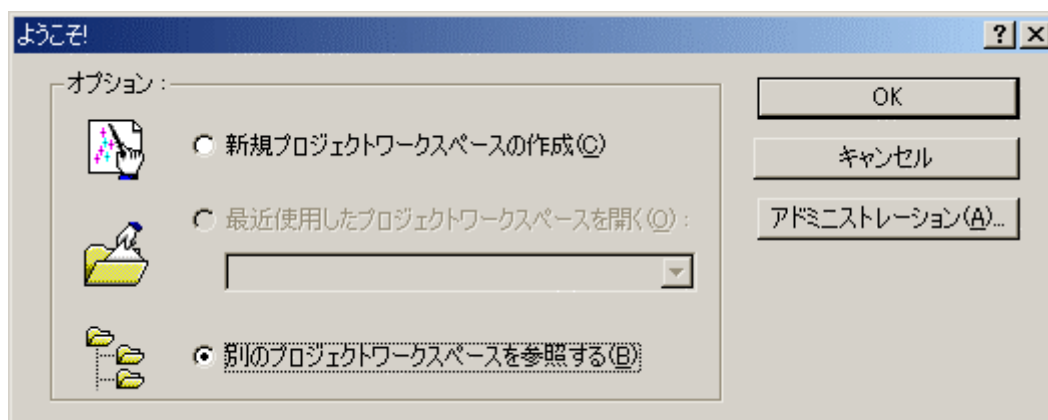 ようこそ!
オプション :
新規プロジェクトワークスペースの作成(C)
最近使用したプロジェクトワークスペースを開く(O) :
別のプロジェクトワークスペースを参照する(B)
OK
キャンセル
アドミニストレーション(A)...